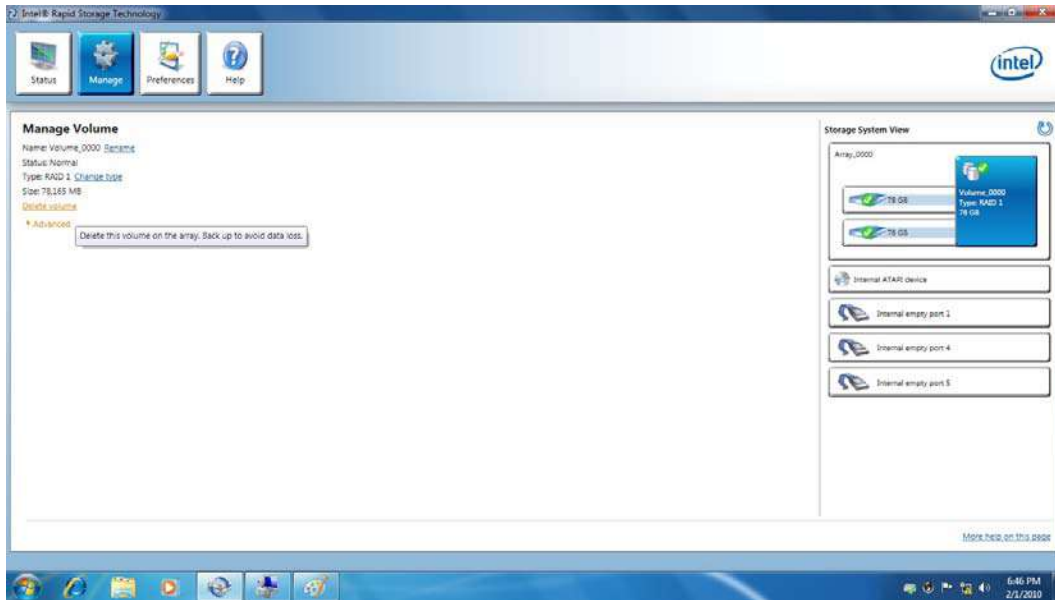 Intel® Rapid Storage Technology
Status
Manage
Preferences
Help
intel
Manage Volume
Name: Volume_0000 Rename
Status: Normal
Type: RAID 1 Change type
Size: 78,165 MB
Delete volume
Advanced
Delete this volume on the array. Back up to avoid data loss.
Storage System View
Array_0000
78 GB
78 GB
Volume_0000
Type: RAID 1
76 GB
Internal ATAPI device
Internal empty port 1
Internal empty port 4
Internal empty port 5
More help on this page
6:46 PM
2/1/2010